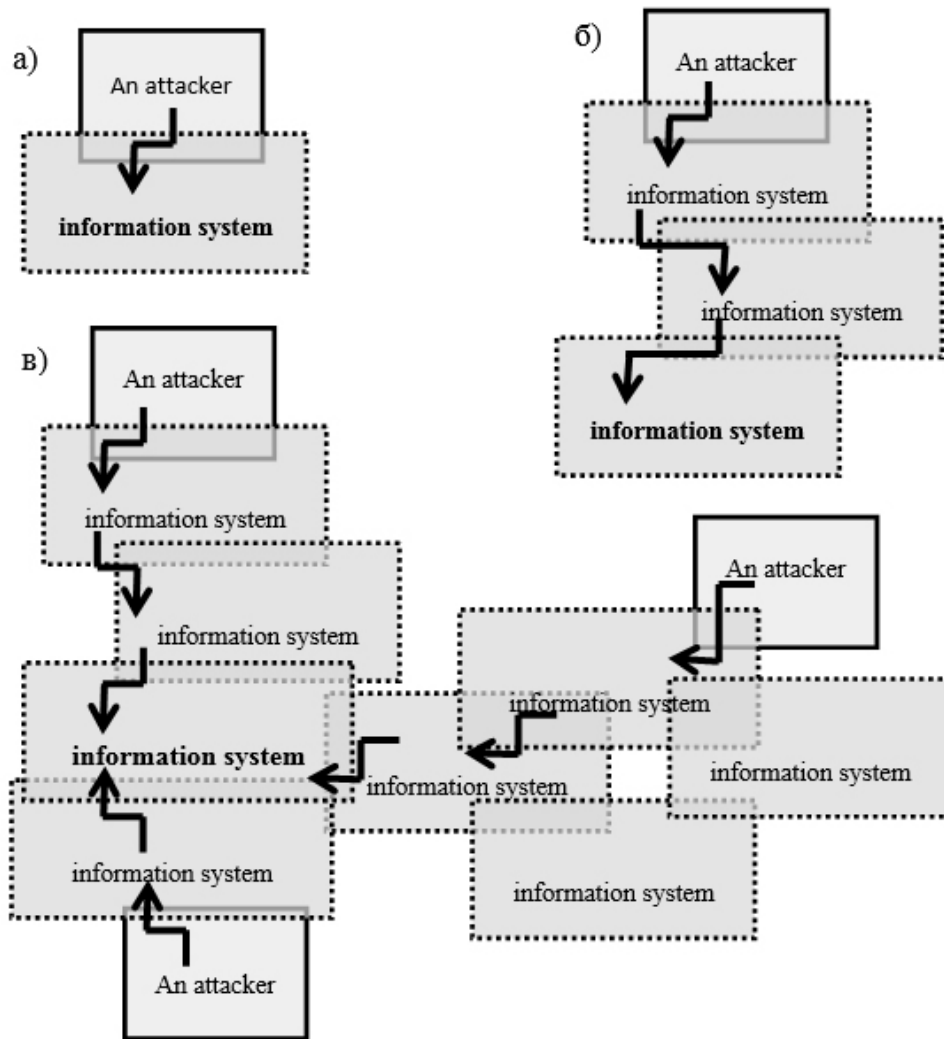 а)
An attacker
information system
б)
An attacker
information system
information system
information system
в)
An attacker
information system
information system
information system
information system
An attacker
An attacker
information system
information system
information system
information system